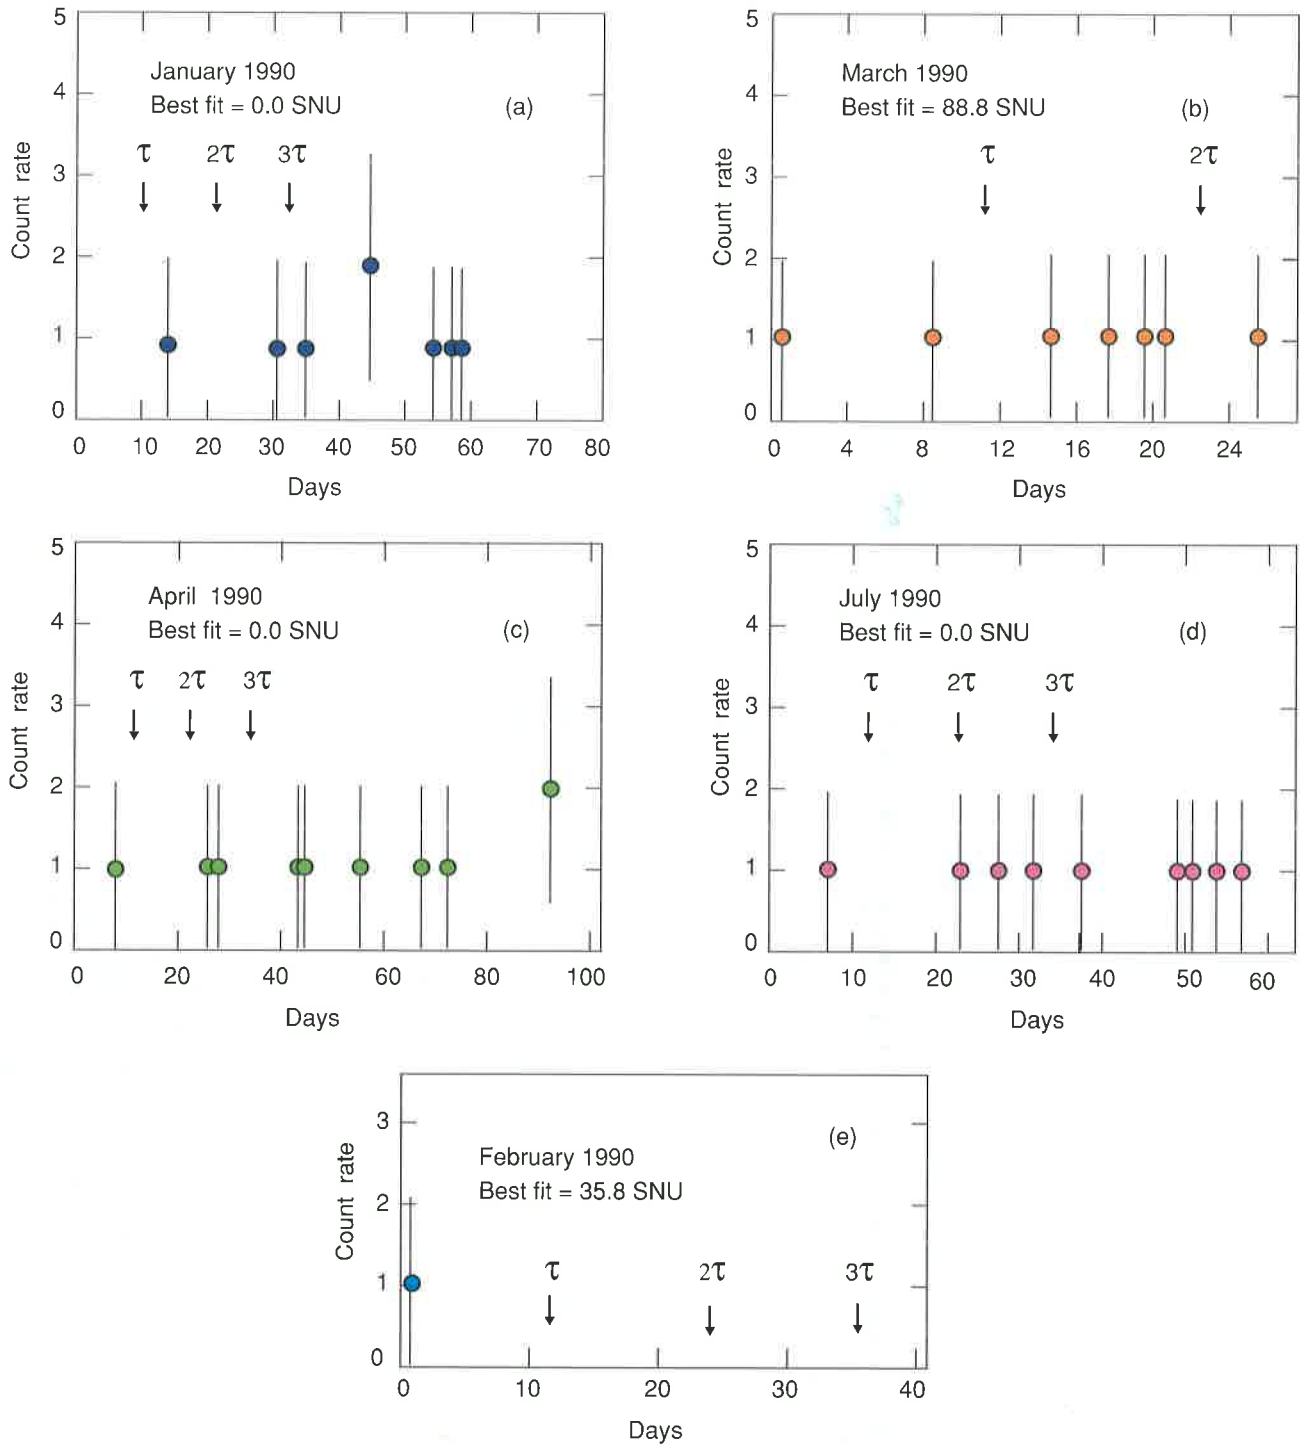 5
4
3
2
1
0
Count rate
January 1990
Best fit = 0.0 SNU
(a)
τ 2τ 3τ
0 10 20 30 40 50 60 70 80
Days
5
4
3
2
1
0
Count rate
March 1990
Best fit = 88.8 SNU
(b)
τ 2τ
0 4 8 12 16 20 24
Days
5
4
3
2
1
0
Count rate
April 1990
Best fit = 0.0 SNU
(c)
τ 2τ 3τ
0 20 40 60 80 100
Days
5
4
3
2
1
0
Count rate
July 1990
Best fit = 0.0 SNU
(d)
τ 2τ 3τ
0 10 20 30 40 50 60
Days
3
2
1
0
Count rate
(e)
February 1990
Best fit = 35.8 SNU
τ 2τ 3τ
0 10 20 30 40
Days